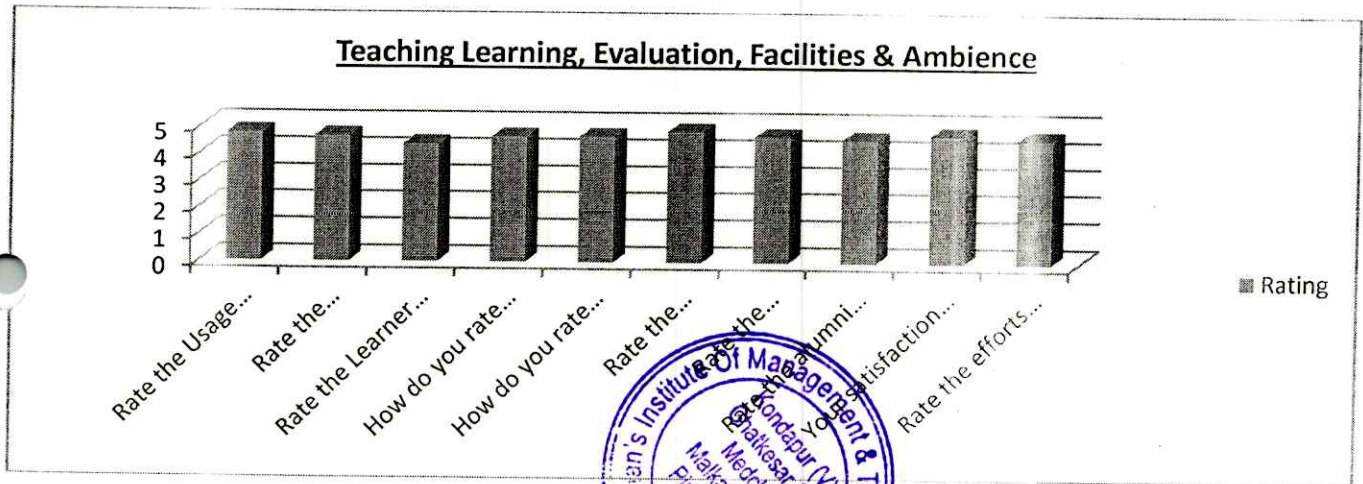 Teaching Learning, Evaluation, Facilities & Ambience
5
4
3
2
1
0
Rating
Rate the Usage...
Rate the...
Rate the Learner...
How do you rate...
How do you rate...
Rate the...
Rate the...
Rate the alumni...
Your satisfaction...
Rate the efforts...
Institute Of Management & T
Kondapur (V)
Ghatkesar
Medch
Malka